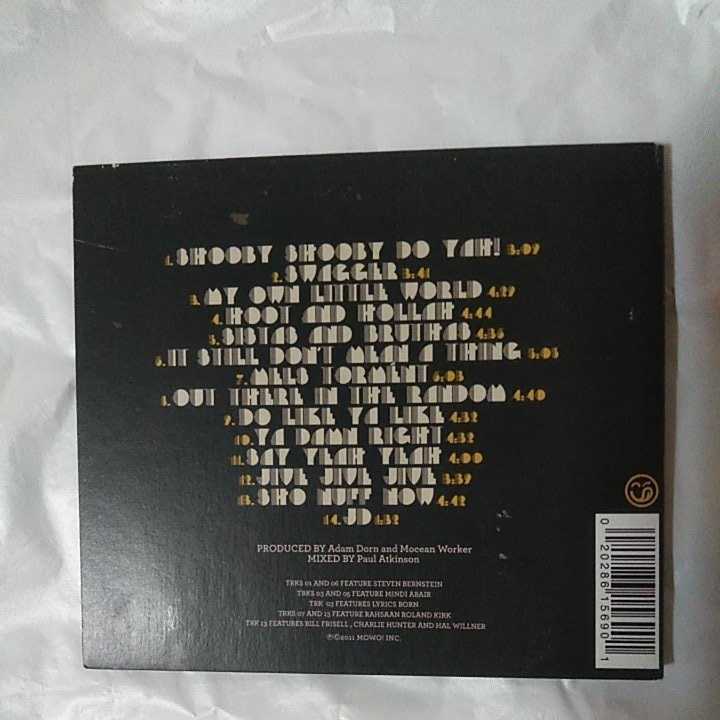 1. SHOOBY SHOOBY DO YAH! 3:09
2. SWAGGER 3:41
3. MY OWN LITTLE WORLD 4:29
4. HOOT AND HOLLAH 4:44
5. SISTAS AND BRUTHAS 4:35
6. IT STILL DON'T MEAN A THING
7. MELS TORMENT
8. OUT THERE IN THE RANDOM 4:40
9. DO LIKE YA LIKE 4:32
10. YA DAMN RIGHT 4:32
11. SAY YEAH YEAH 4:00
12. JIVE JIVE JIVE 3:39
13. SHO NUFF NOW 4:42
14. JD 1:32
PRODUCED BY Adam Dorn and Mocean Worker
MIXED BY Paul Atkinson
TRKS 01 AND 06 FEATURE STEVEN BERNSTEIN
TRKS 03 AND 05 FEATURE MINDI ABAIR
TRK 03 FEATURES LYRICS BORN
TRKS 07 AND 13 FEATURE RAHSAAN ROLAND KIRK
TRK 13 FEATURES BILL FRISELL , CHARLIE HUNTER AND HAL WILLNER
℗©2011 MOWO! INC.
0 20286 15690 1